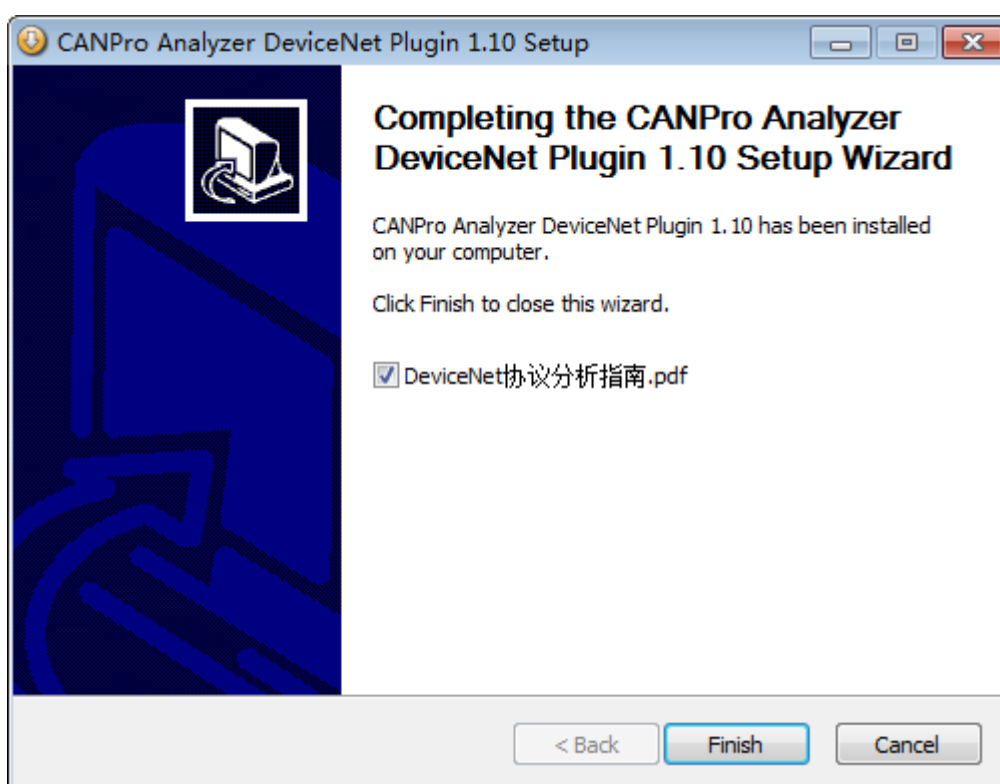 CANPro Analyzer DeviceNet Plugin 1.10 Setup
Completing the CANPro Analyzer
DeviceNet Plugin 1.10 Setup Wizard
CANPro Analyzer DeviceNet Plugin 1.10 has been installed
on your computer.
Click Finish to close this wizard.
DeviceNet协议分析指南.pdf
< Back
Finish
Cancel